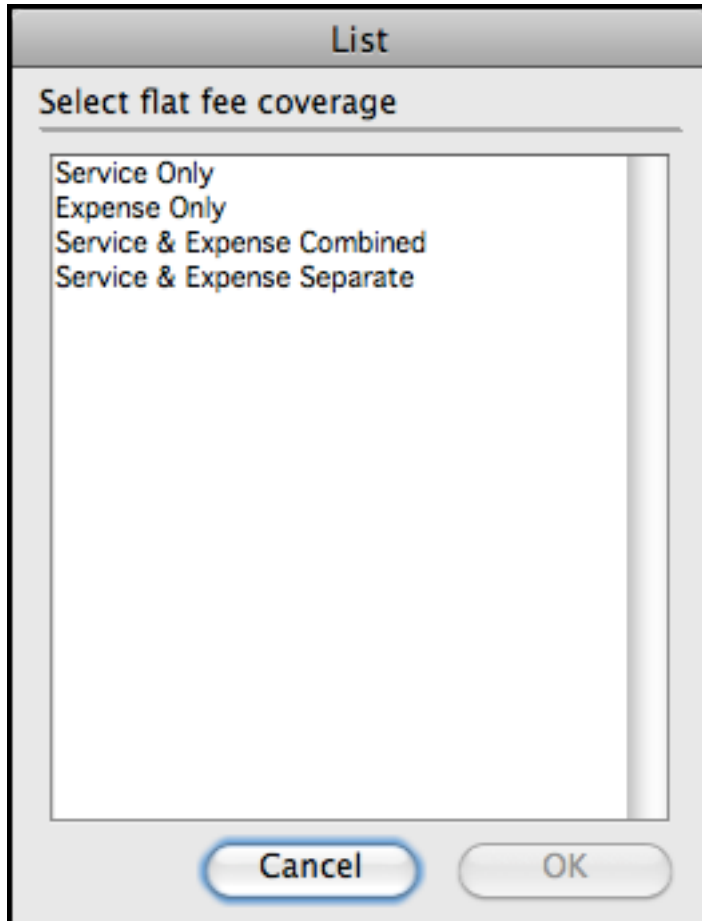 List
Select flat fee coverage
Service Only
Expense Only
Service & Expense Combined
Service & Expense Separate
Cancel
OK